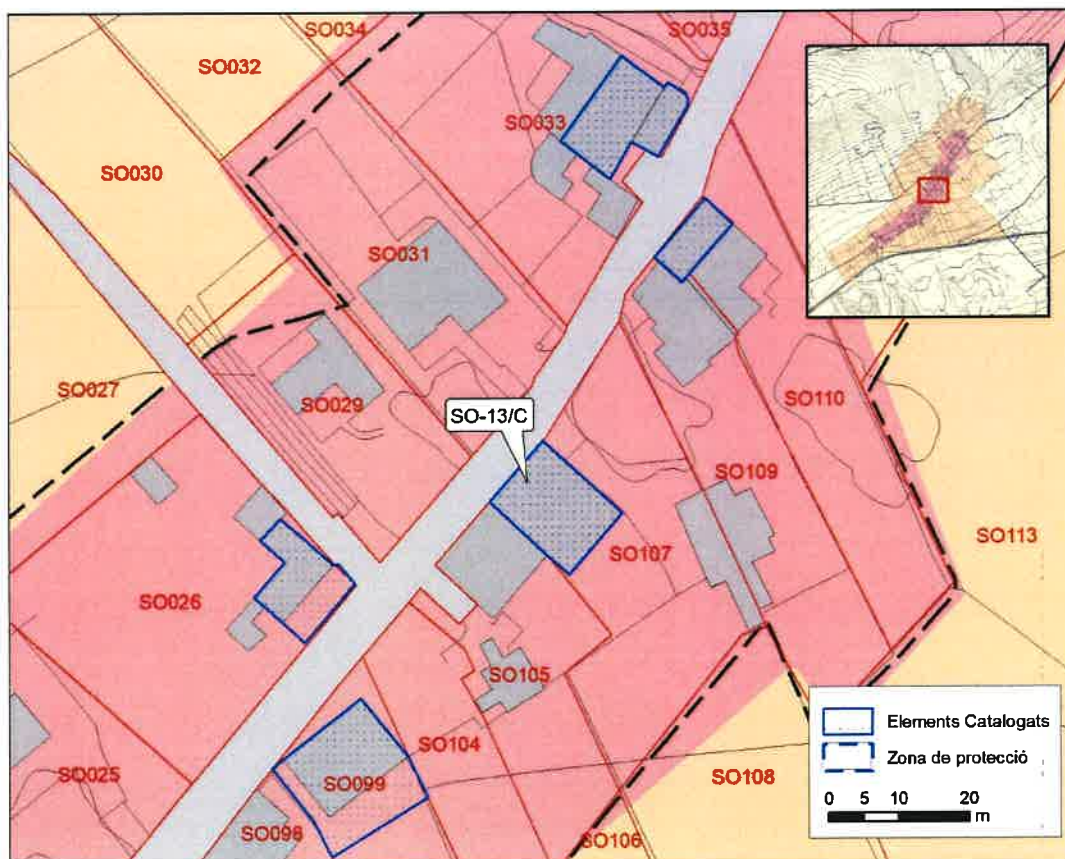 SO034
SO035
SO032
SO033
SO030
SO031
SO027
SO029
SO110
SO-13/C
SO109
SO113
SO107
SO026
SO105
SO104
SO025
SO099
SO108
SO098
SO106
Elements Catalogats
Zona de protecció
0 5 10 20
m